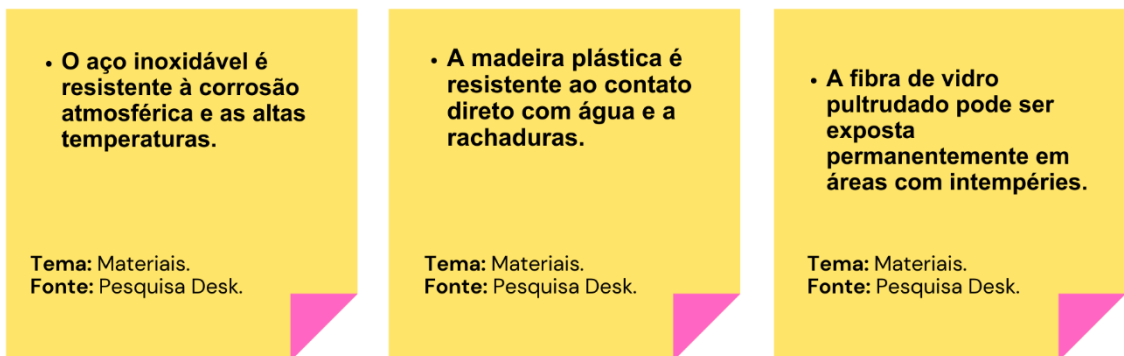 • O aço inoxidável é
resistente à corrosão
atmosférica e as altas
temperaturas.
Tema: Materiais.
Fonte: Pesquisa Desk.
• A madeira plástica é
resistente ao contato
direto com água e a
rachaduras.
Tema: Materiais.
Fonte: Pesquisa Desk.
• A fibra de vidro
pultrudado pode ser
exposta
permanentemente em
áreas com intempéries.
Tema: Materiais.
Fonte: Pesquisa Desk.